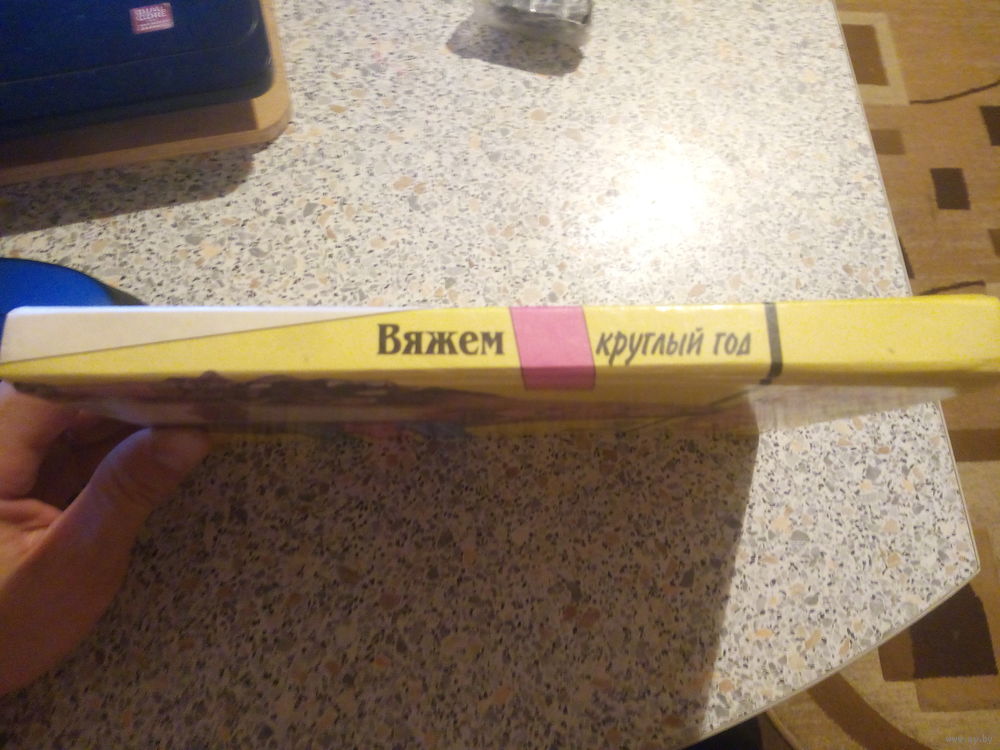 Вяжем круглый год